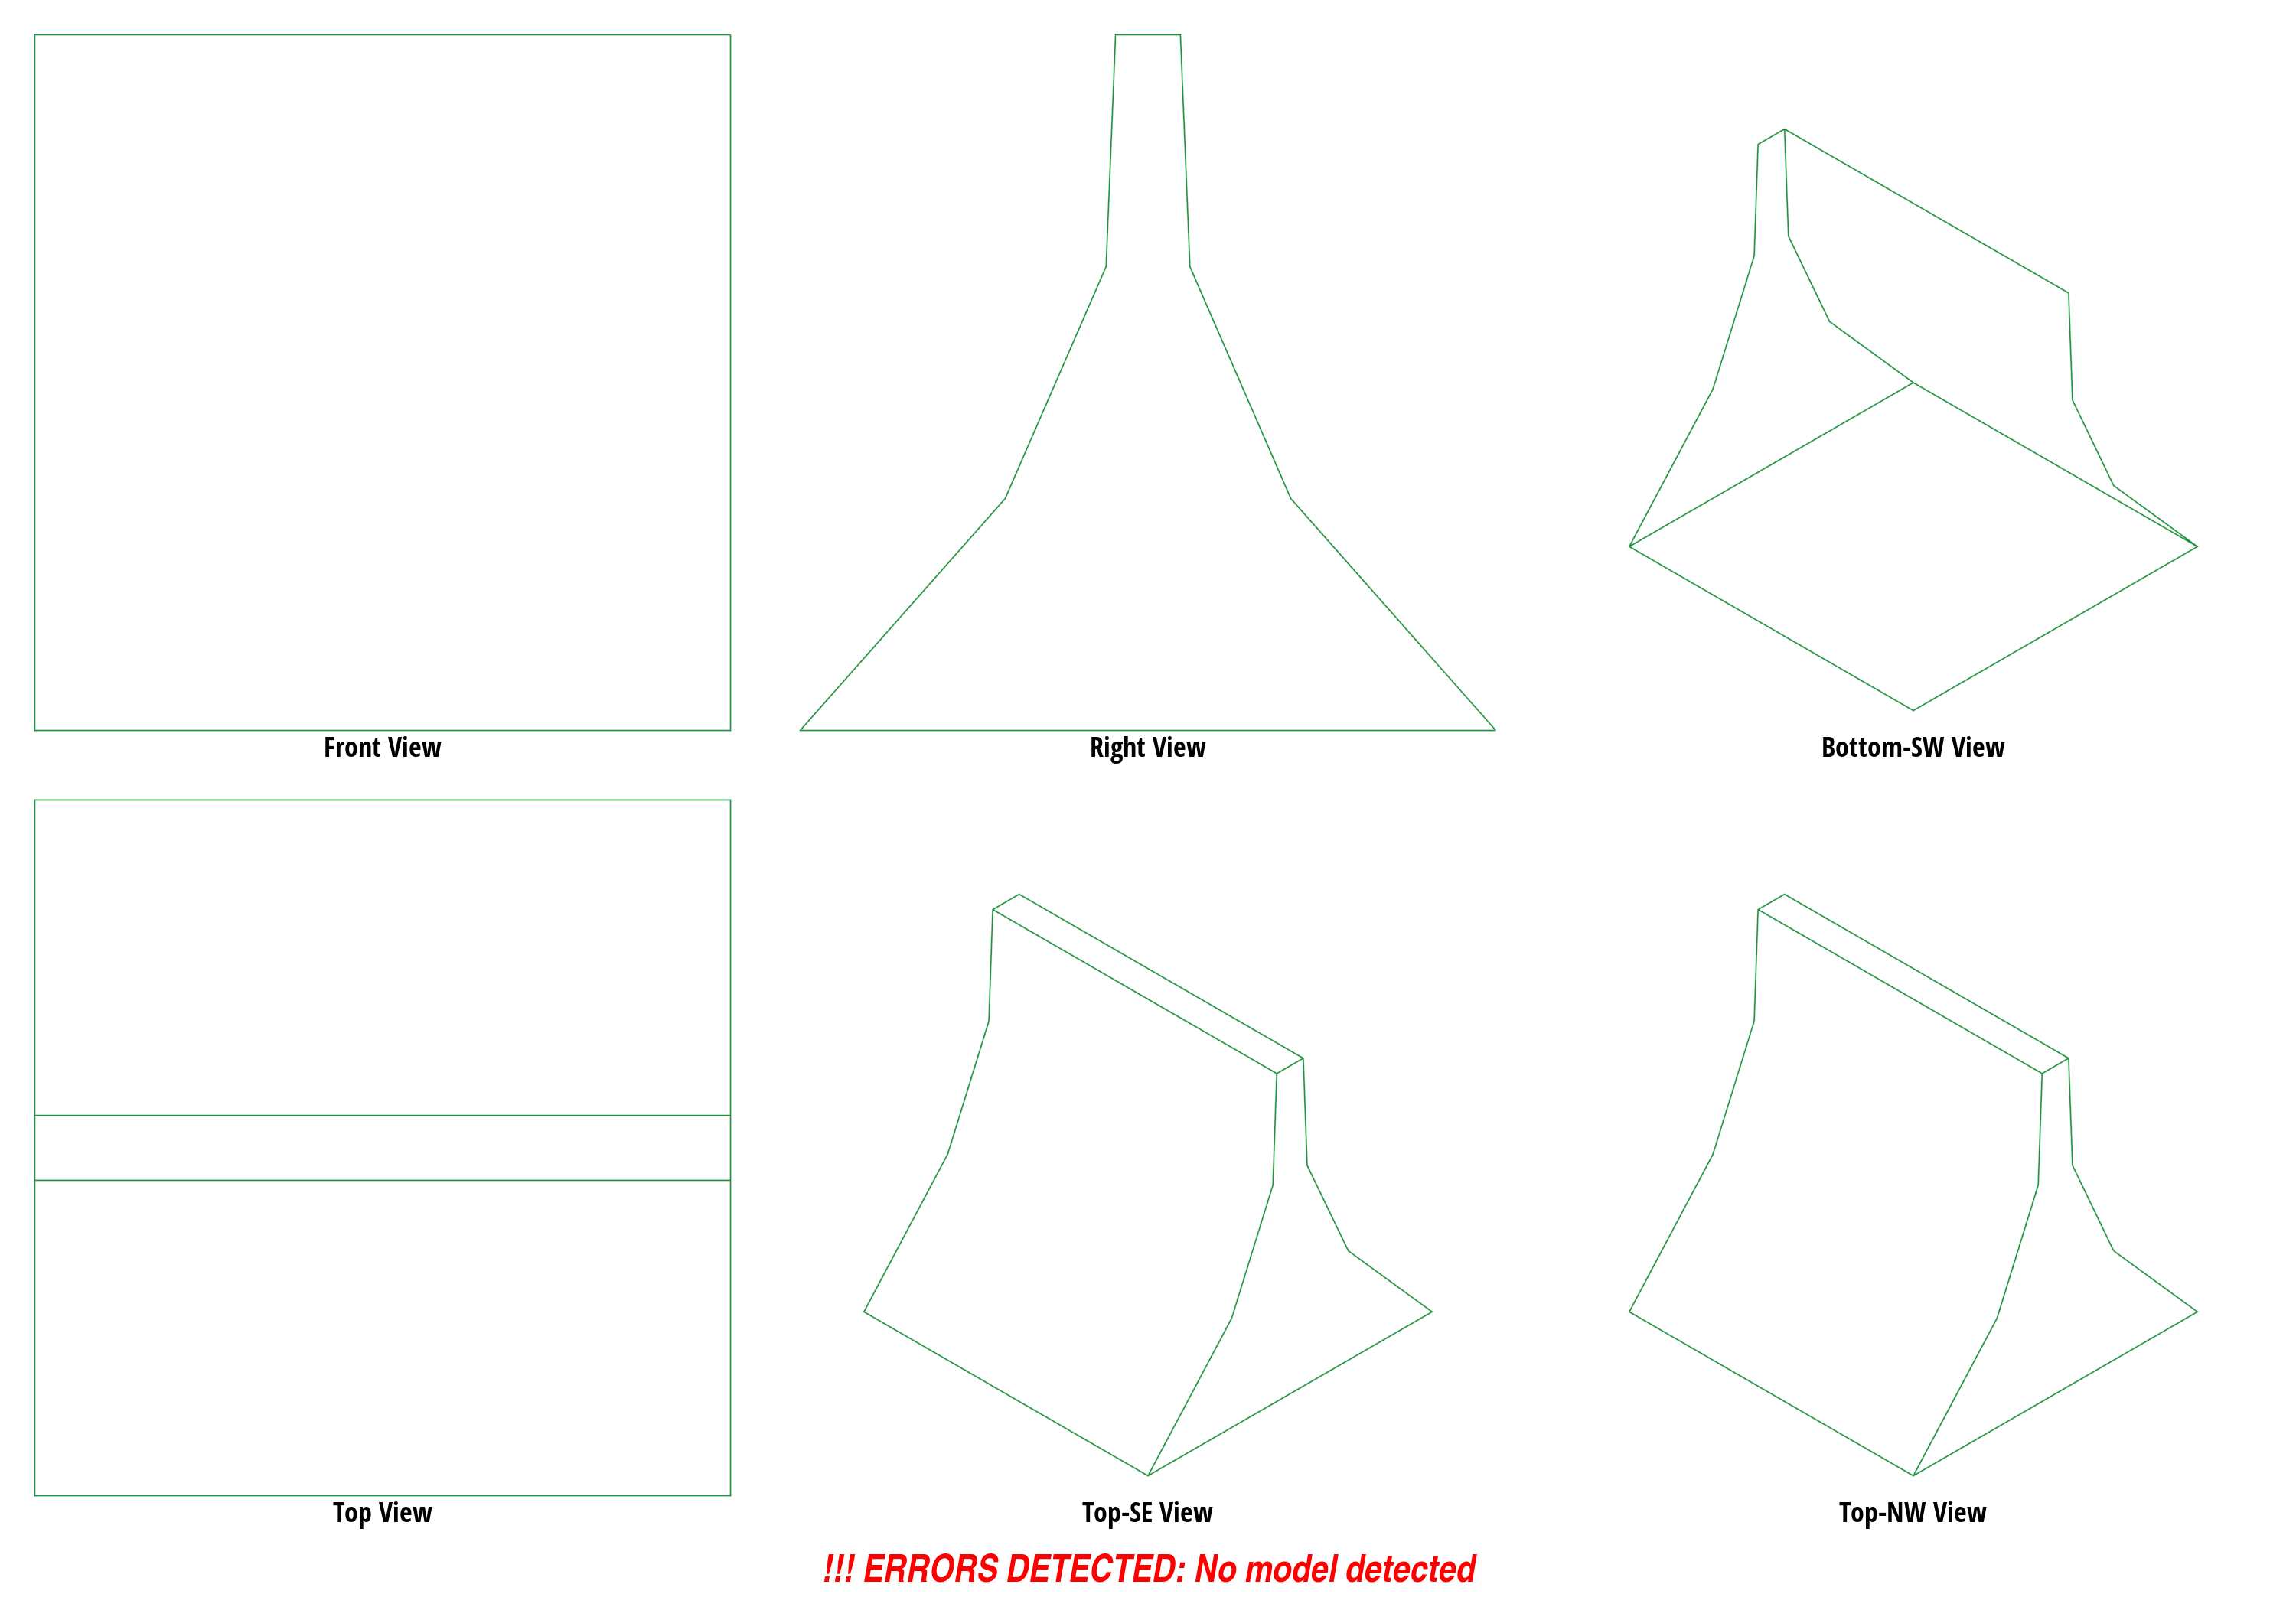 Front View
Right View
Bottom-SW View
Top View
Top-SE View
Top-NW View
!!! ERRORS DETECTED: No model detected